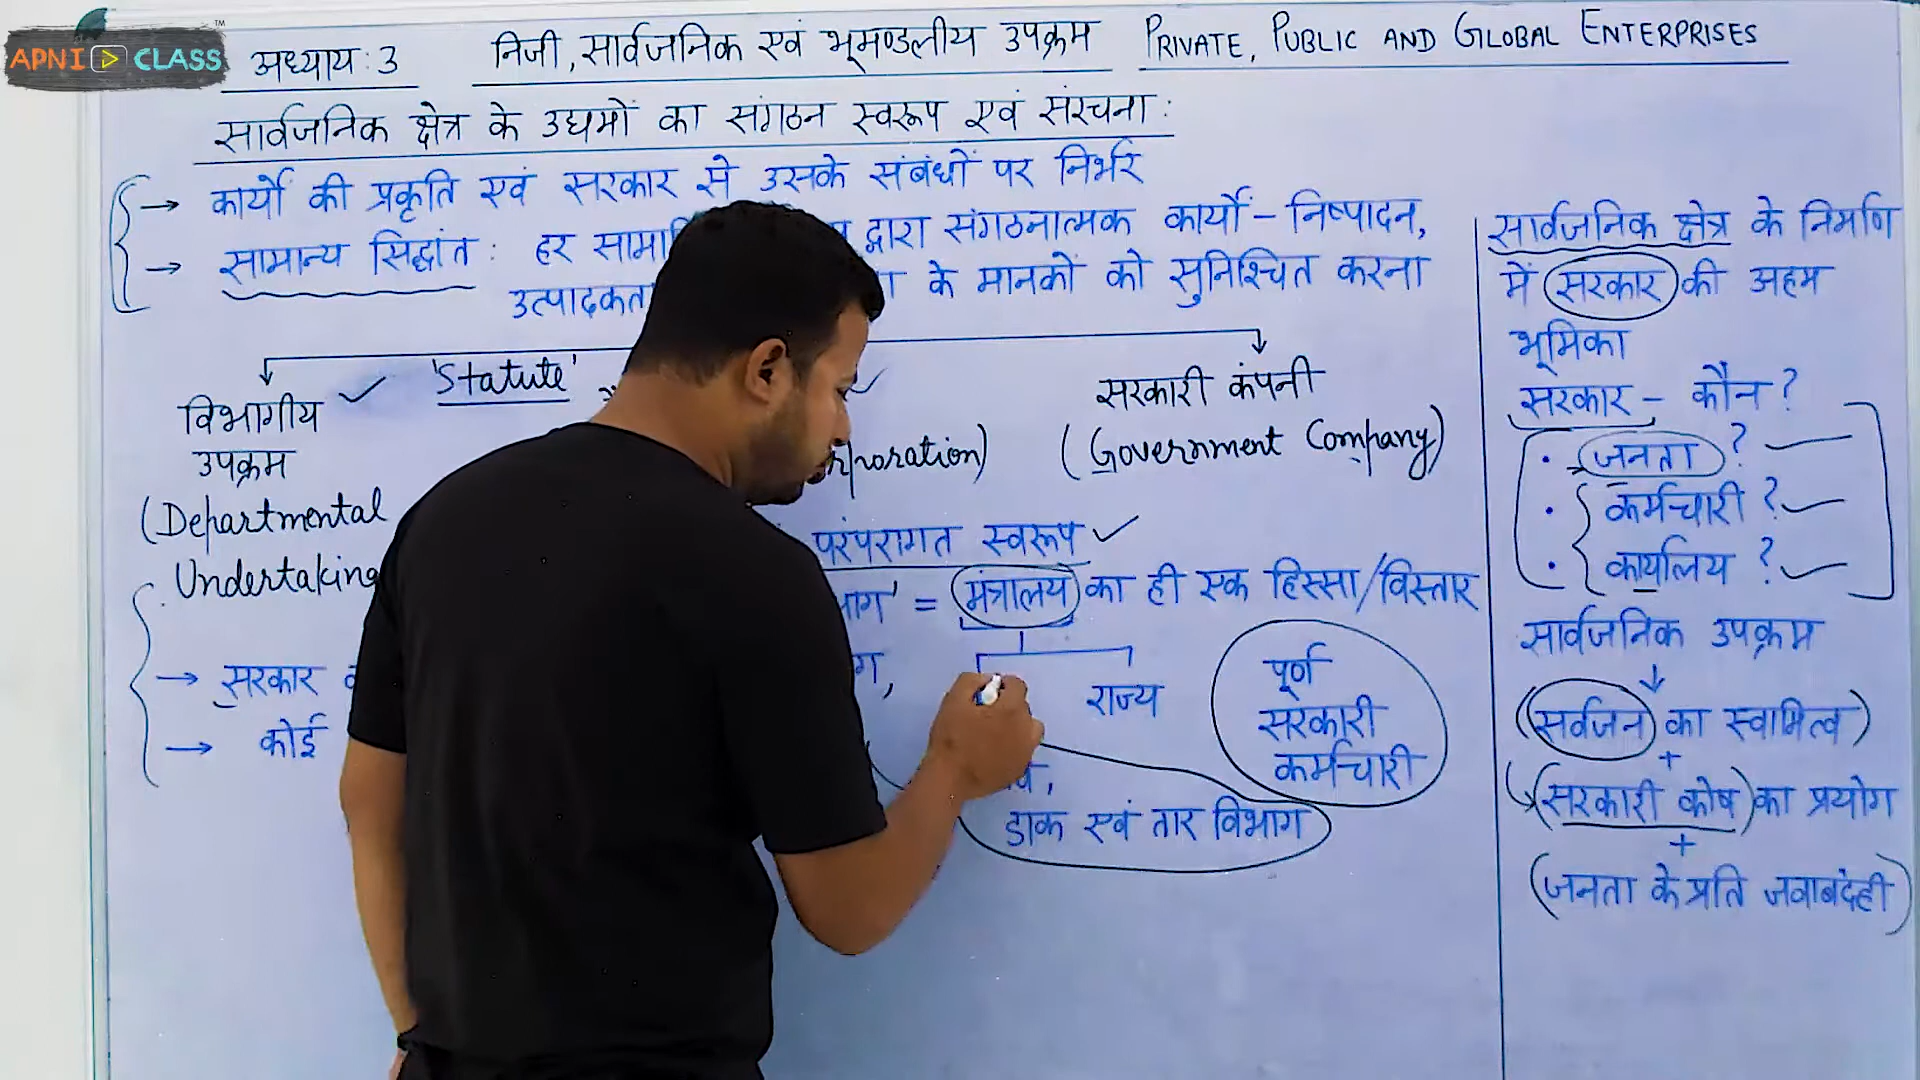 APNI CLASS
TM
अध्याय : 3 निजी, सार्वजनिक एवं भूमण्डलीय उपक्रम PRIVATE, PUBLIC AND GLOBAL ENTERPRISES
सार्वजनिक क्षेत्र के उद्यमों का संगठन स्वरूप एवं संरचना :
→ कार्यों की प्रकृति एवं सरकार से उसके संबंधों पर निर्भर
→ सामान्य सिद्धांत : हर द्वारा संगठनात्मक कार्यो - निष्पादन,
के मानकों को सुनिश्चित करना
विभागीय
उपक्रम
(Departmental
Undertaking
'Statute'
सरकारी कंपनी
(Government Company)
परंपरागत स्वरूप
= मंत्रालय का ही एक हिस्सा/विस्तार
→ सरकार
→ कोई
राज्य
पूर्ण
सरकारी
कर्मचारी
डाक एवं तार विभाग
सार्वजनिक क्षेत्र के निर्माण
में सरकार की अहम
भूमिका
सरकार - कौन ?
. जनता ?
. कर्मचारी ?
. कार्यालय ?
सार्वजनिक उपक्रम
(सर्वजन का स्वामित्व)
+
(सरकारी कोष) का प्रयोग
+
(जनता के प्रति जवाबदेही)